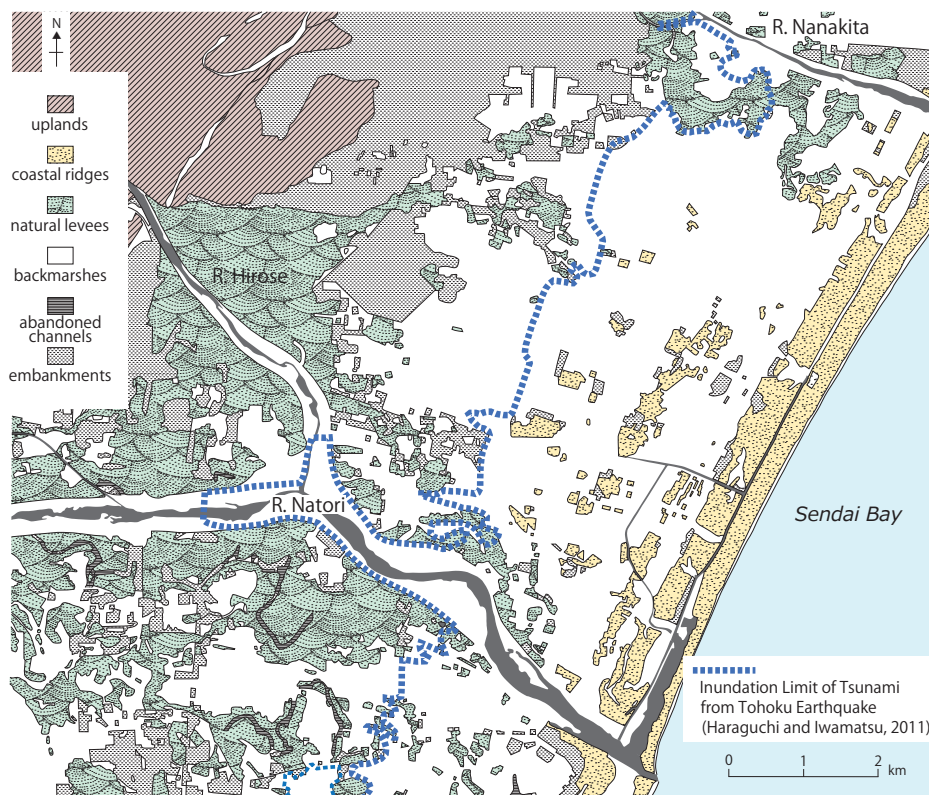 N
R. Nanakita
uplands
coastal ridges
natural levees
backmarshes
abandoned
channels
embankments
R. Hirose
R. Natori
Sendai Bay
Inundation Limit of Tsunami
from Tohoku Earthquake
(Haraguchi and Iwamatsu, 2011)
0 1 2
km